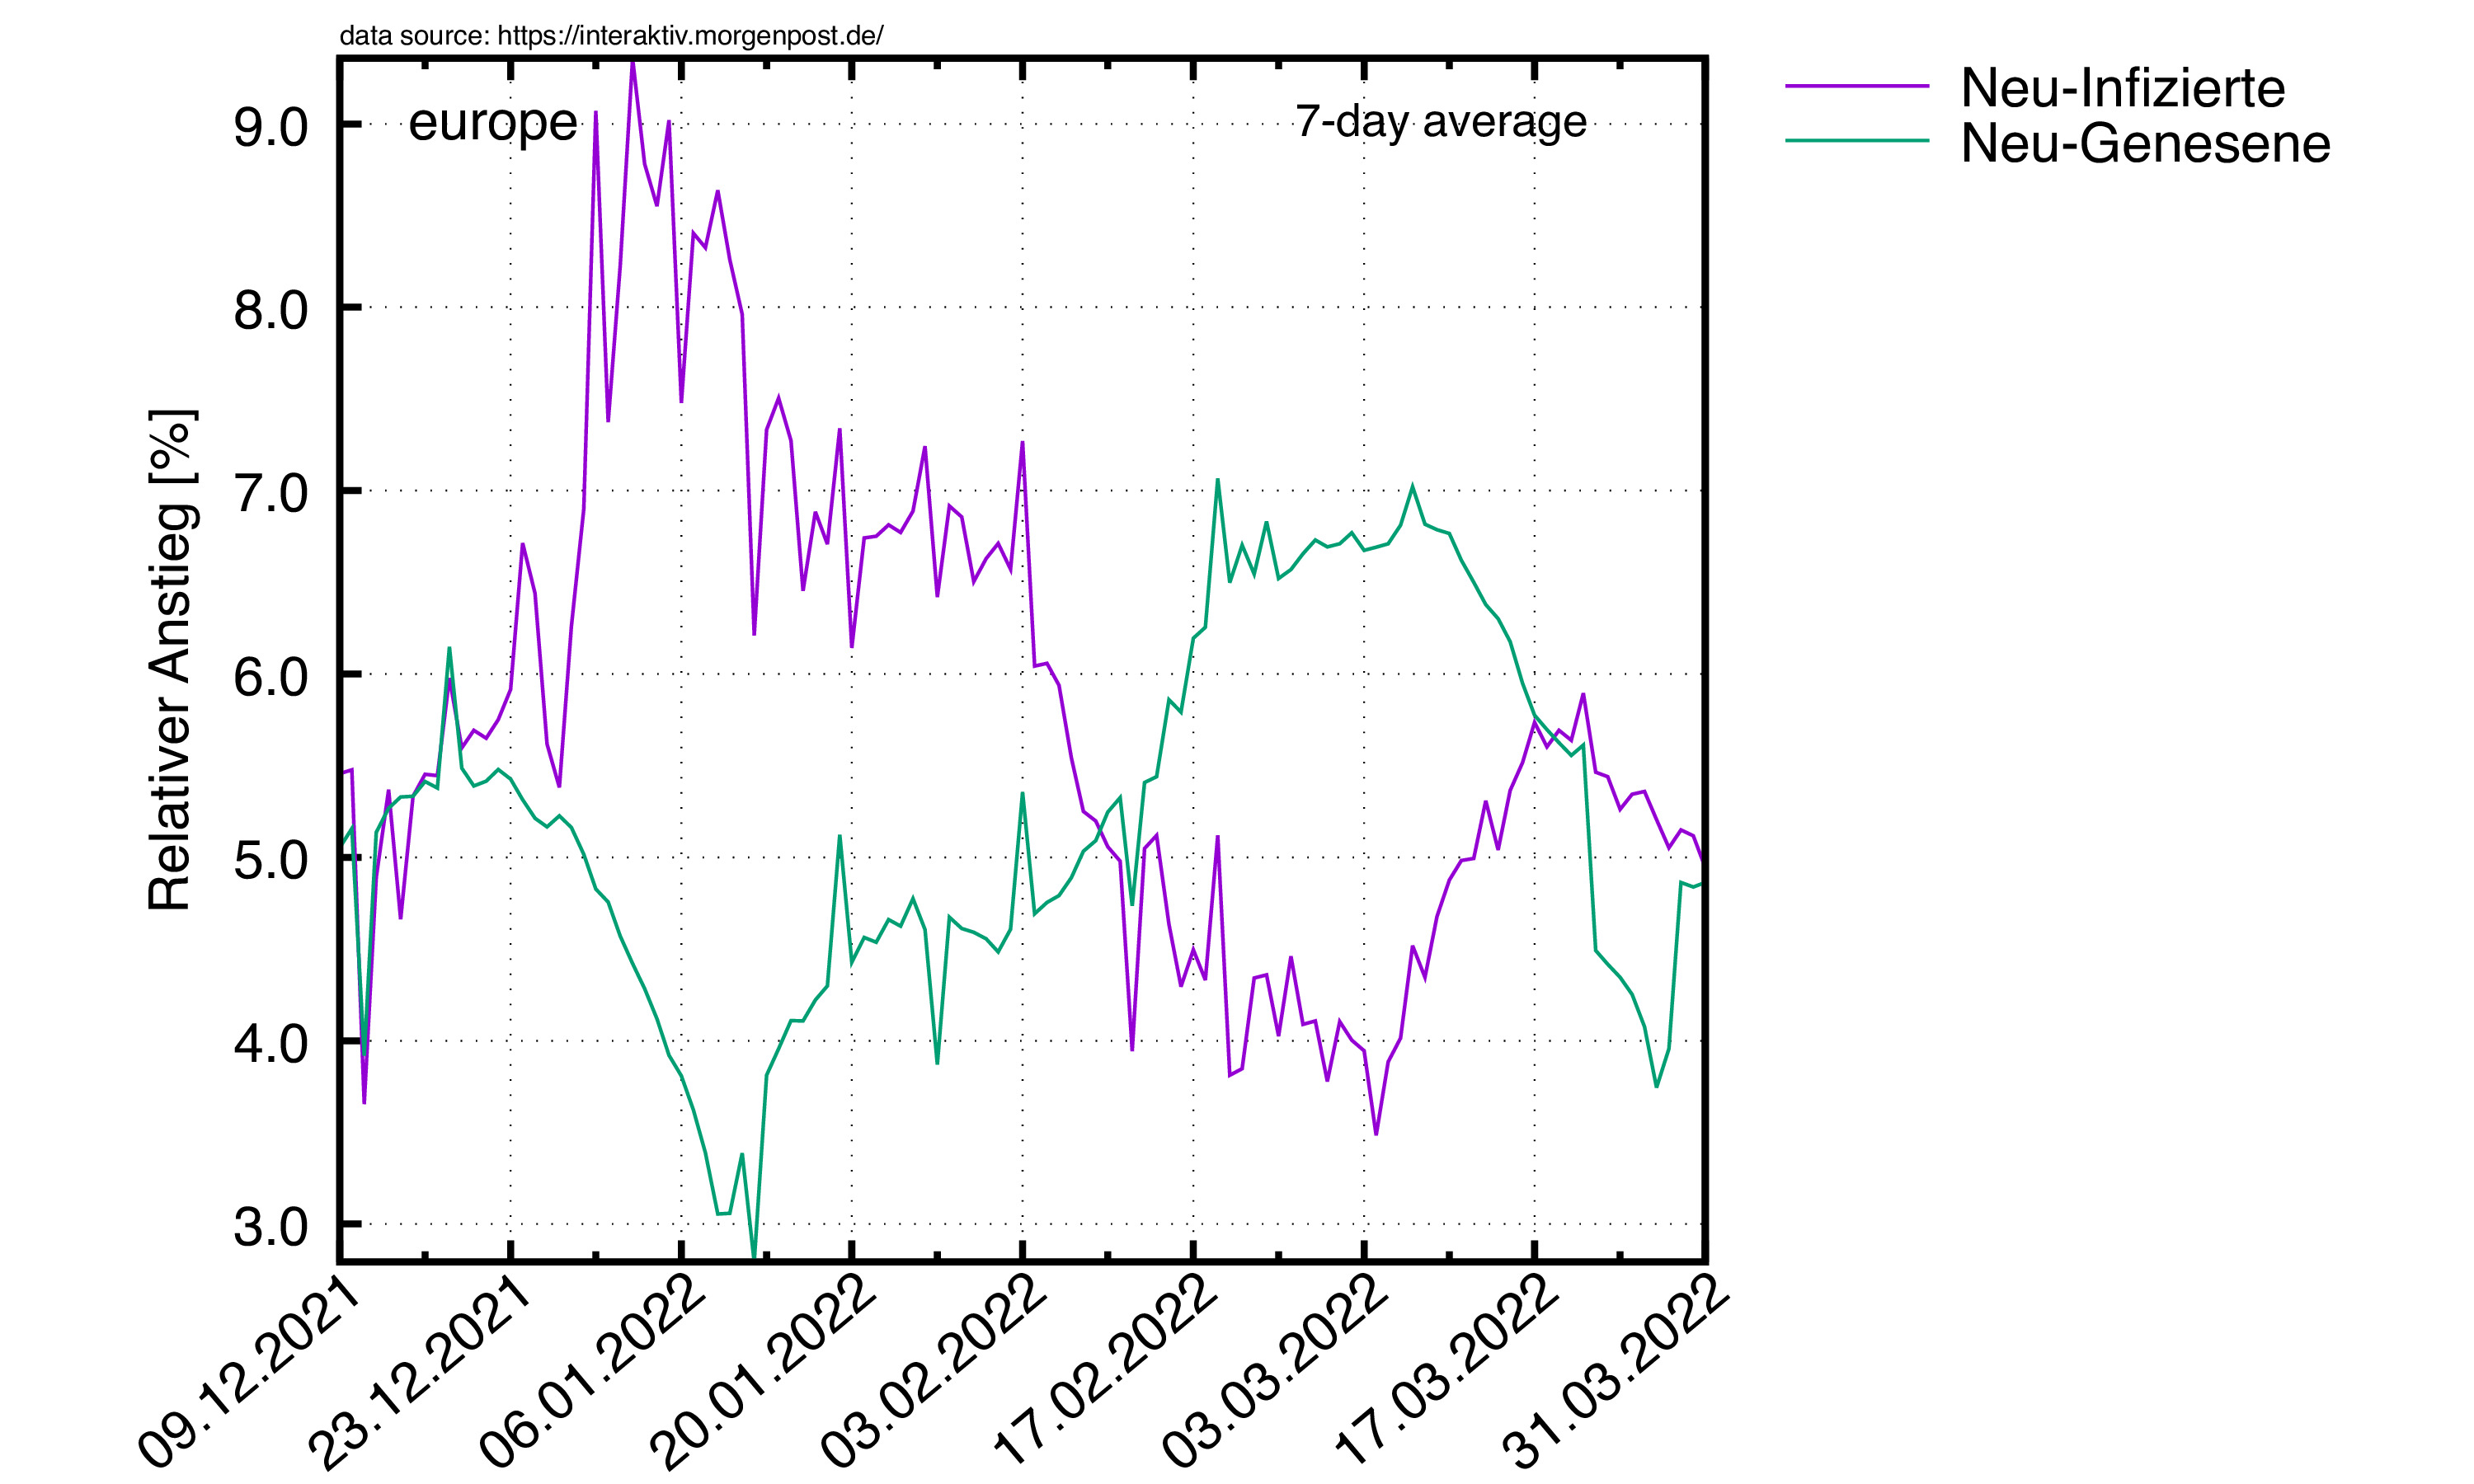 data source: https://interaktiv.morgenpost.de/
europe
7-day average
Neu-Infizierte
Neu-Genesene
Relativer Anstieg [%]
9.0
8.0
7.0
6.0
5.0
4.0
3.0
09.12.2021
23.12.2021
06.01.2022
20.01.2022
03.02.2022
17.02.2022
03.03.2022
17.03.2022
31.03.2022